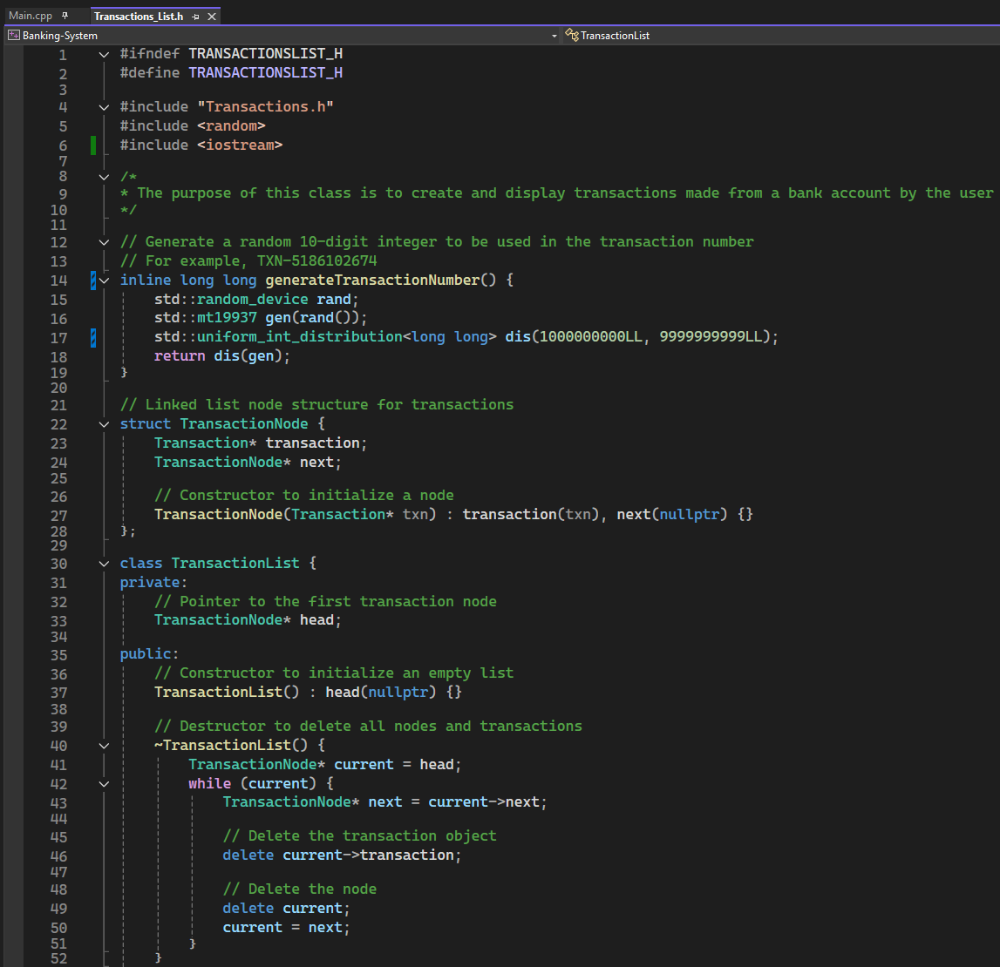 Main.cpp Transactions_List.h
Banking-System TransactionList
1 #ifndef TRANSACTIONSLIST_H
2 #define TRANSACTIONSLIST_H
3
4 #include "Transactions.h"
5 #include <random>
6 #include <iostream>
7
8 /*
9 * The purpose of this class is to create and display transactions made from a bank account by the user
10 */
11
12 // Generate a random 10-digit integer to be used in the transaction number
13 // For example, TXN-5186102674
14 inline long long generateTransactionNumber() {
15     std::random_device rand;
16     std::mt19937 gen(rand());
17     std::uniform_int_distribution<long long> dis(1000000000LL, 9999999999LL);
18     return dis(gen);
19 }
20
21 // Linked list node structure for transactions
22 struct TransactionNode {
23     Transaction* transaction;
24     TransactionNode* next;
25
26     // Constructor to initialize a node
27     TransactionNode(Transaction* txn) : transaction(txn), next(nullptr) {}
28 };
29
30 class TransactionList {
31 private:
32     // Pointer to the first transaction node
33     TransactionNode* head;
34
35 public:
36     // Constructor to initialize an empty list
37     TransactionList() : head(nullptr) {}
38
39     // Destructor to delete all nodes and transactions
40     ~TransactionList() {
41         TransactionNode* current = head;
42         while (current) {
43             TransactionNode* next = current->next;
44
45             // Delete the transaction object
46             delete current->transaction;
47
48             // Delete the node
49             delete current;
50             current = next;
51         }
52     }